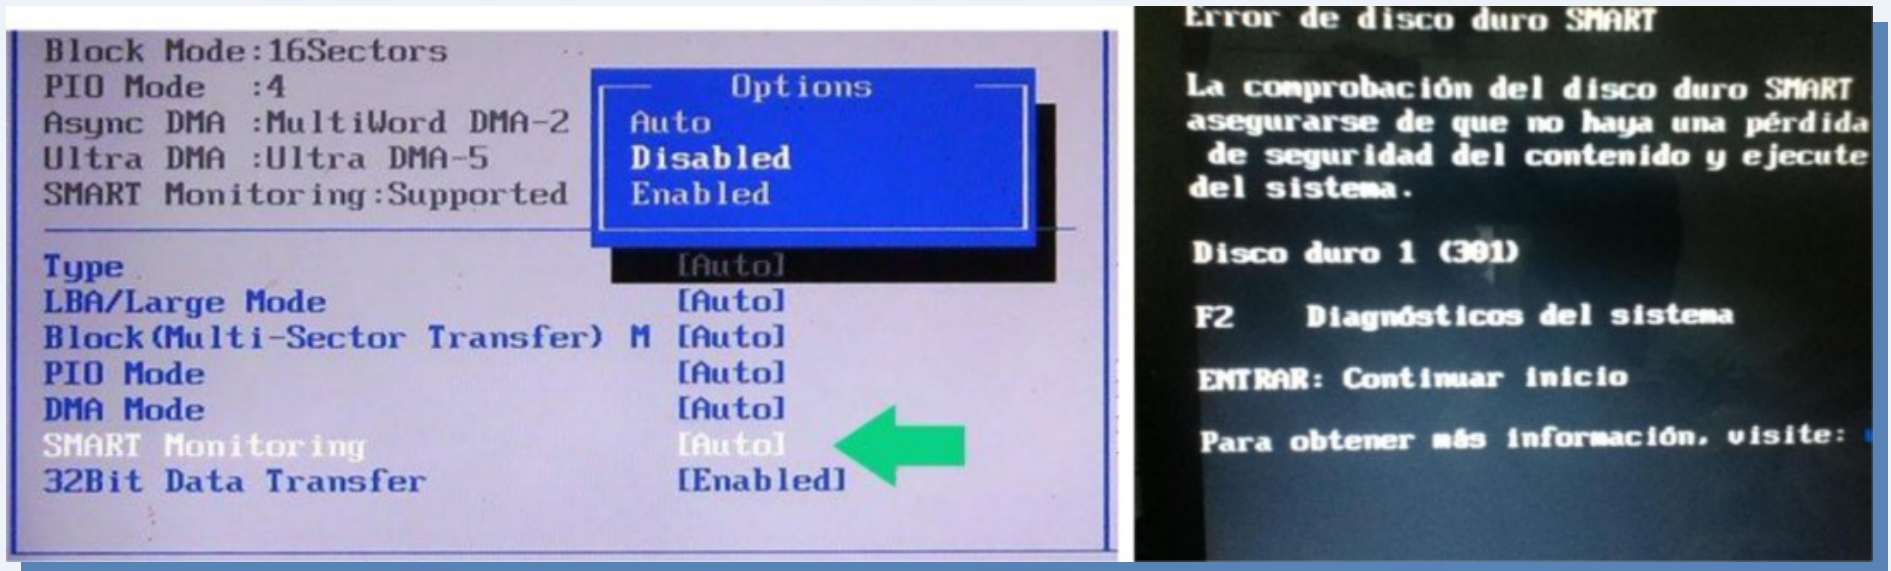 Block Mode:16Sectors
PIO Mode :4
Async DMA :MultiWord DMA-2
Ultra DMA :Ultra DMA-5
SMART Monitoring:Supported
Options
Auto
Disabled
Enabled
Type [Auto]
LBA/Large Mode [Auto]
Block(Multi-Sector Transfer) M [Auto]
PIO Mode [Auto]
DMA Mode [Auto]
SMART Monitoring [Auto]
32Bit Data Transfer [Enabled]
Error de disco duro SMART
La comprobación del disco duro SMART
asegurarse de que no haya una pérdida
de seguridad del contenido y ejecute
del sistema.
Disco duro 1 (301)
F2 Diagnósticos del sistema
ENTRAR: Continuar inicio
Para obtener más información, visite: